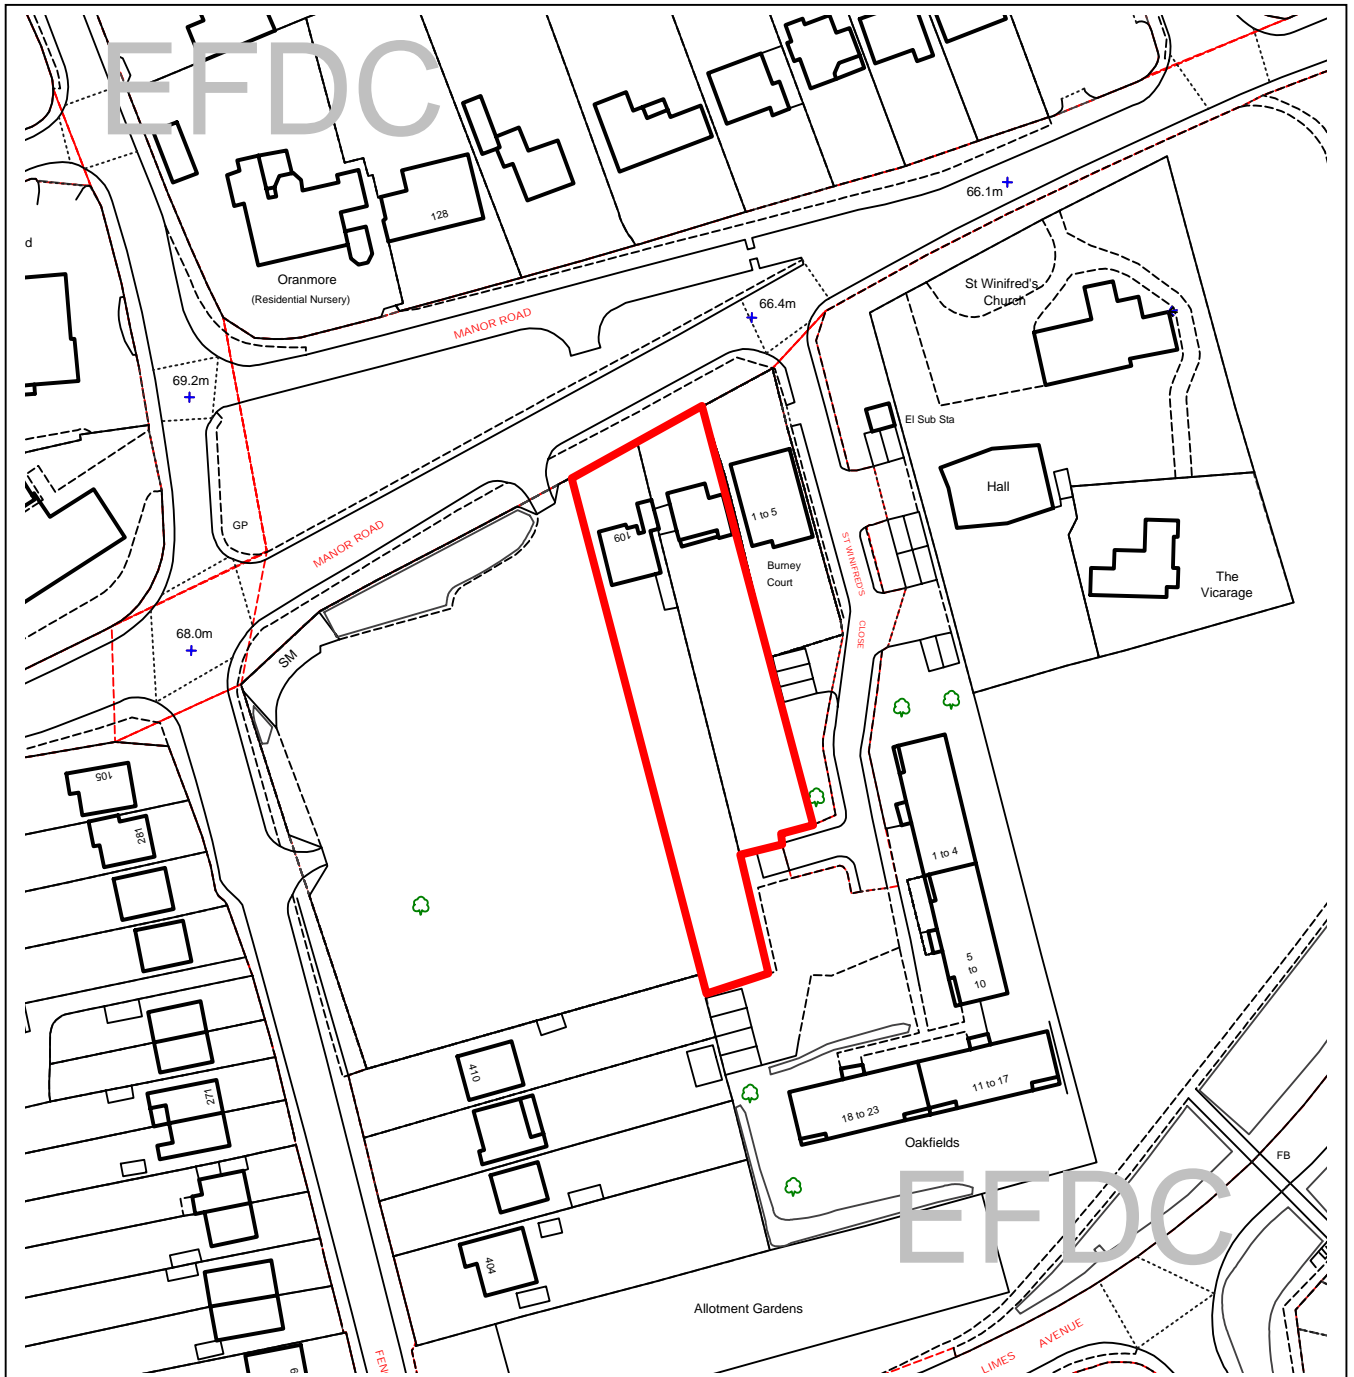 EFDC
d
128
Oranmore
(Residential Nursery)
MANOR ROAD
66.1m
St Winifred's
Church
66.4m
69.2m
El Sub Sta
Hall
GP
MANOR ROAD
109
1 to 5
Burney
Court
ST WINIFRED'S
CLOSE
The
Vicarage
68.0m
SM
105
281
1 to 4
5
to
10
410
271
11 to 17
18 to 23
Oakfields
FB
EFDC
404
Allotment Gardens
LIMES AVENUE